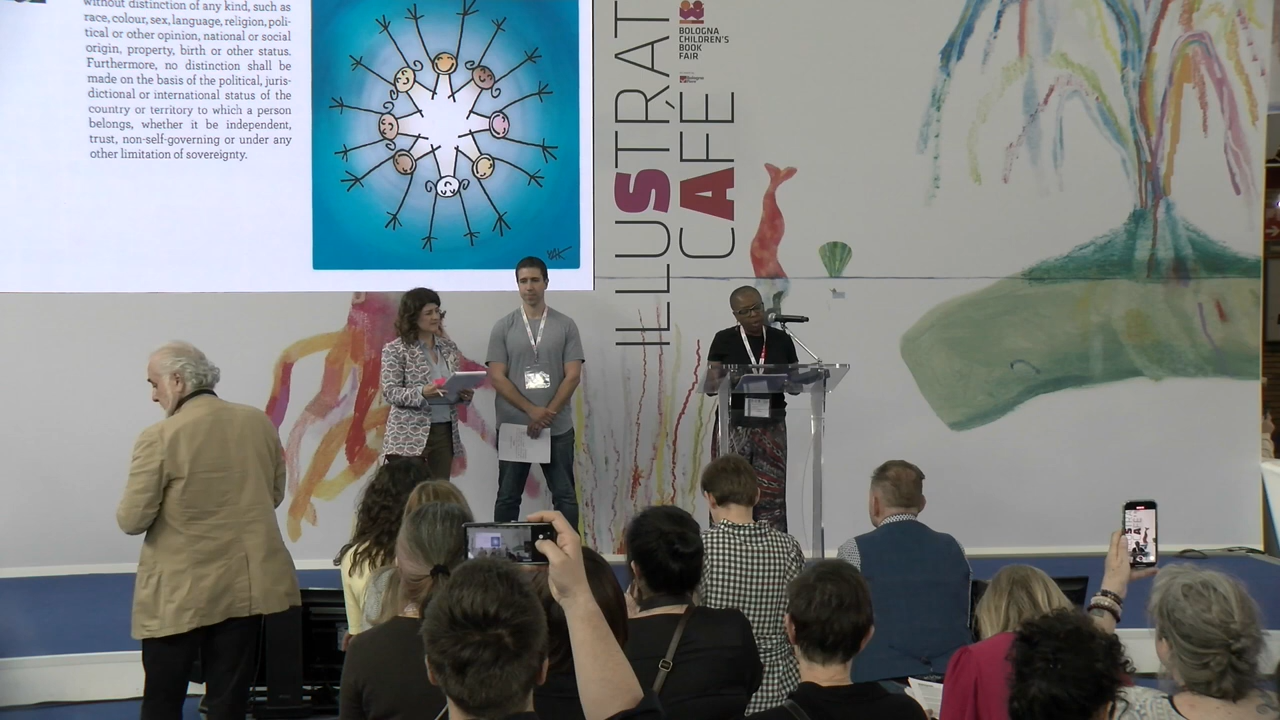 without distinction of any kind, such as
race, colour, sex, language, religion, poli-
tical or other opinion, national or social
origin, property, birth or other status.
Furthermore, no distinction shall be
made on the basis of the political, juris-
dictional or international status of the
country or territory to which a person
belongs, whether it be independent,
trust, non-self-governing or under any
other limitation of sovereignty.
ILLUSTRAT
CAFÉ
BOLOGNA
CHILDREN'S
BOOK
FAIR